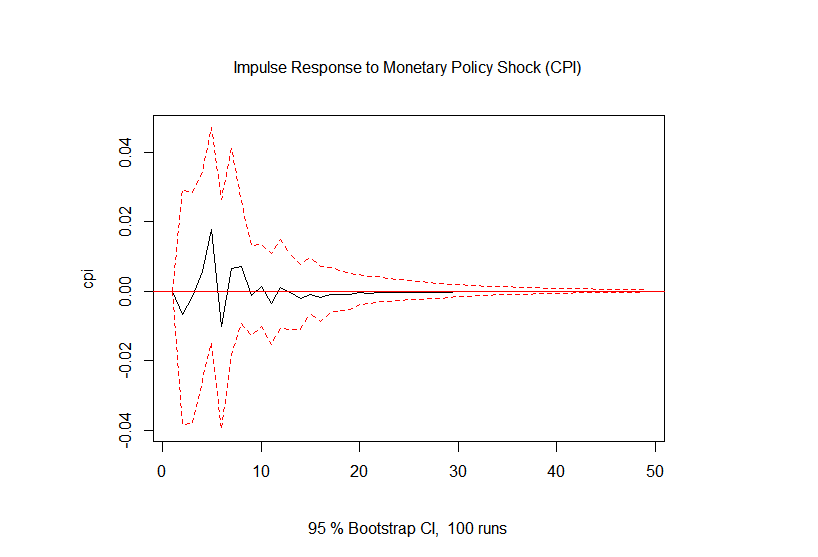 Impulse Response to Monetary Policy Shock (CPI)
cpi
0.04
0.02
0.00
-0.02
-0.04
0 10 20 30 40 50
95 % Bootstrap CI, 100 runs